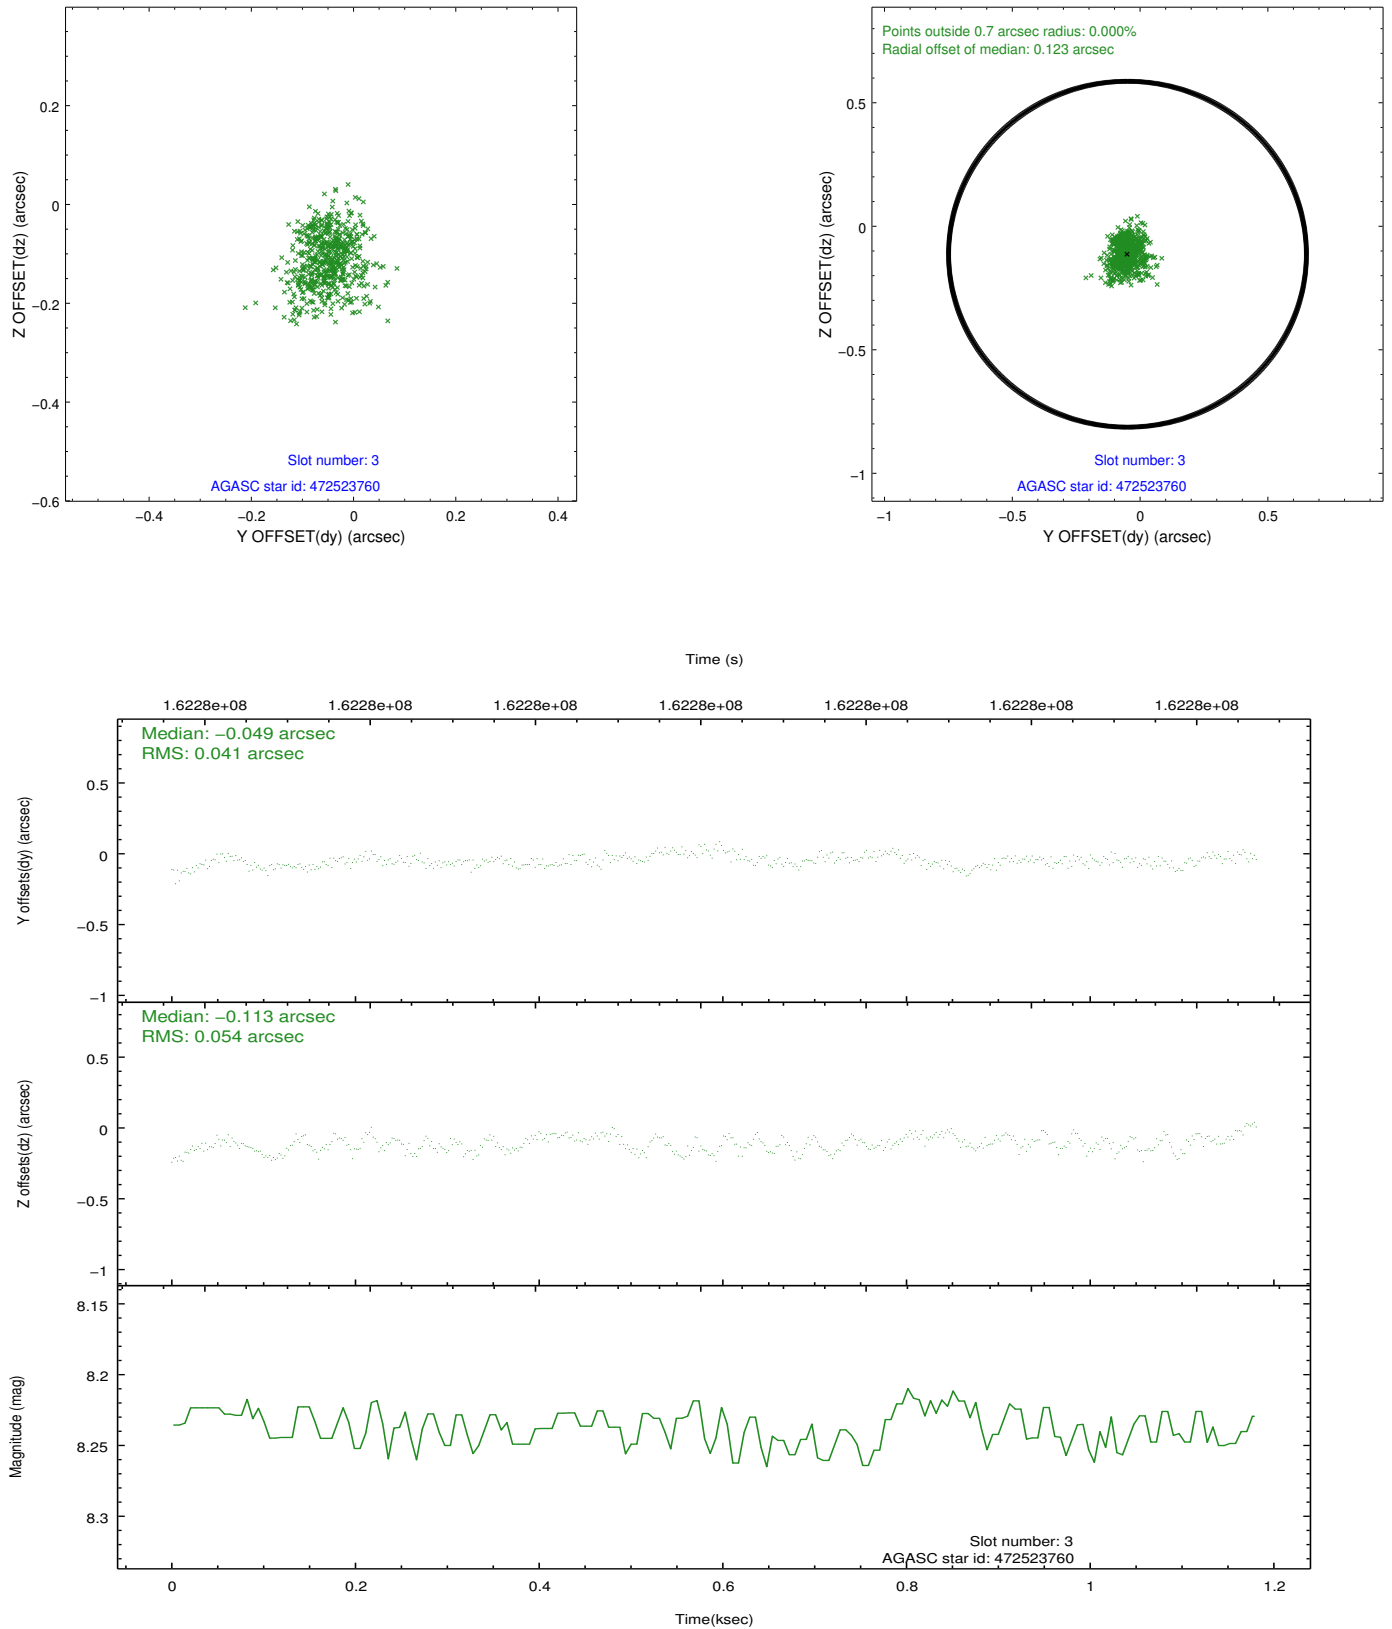 0.2
0
−0.2
−0.4
−0.6
Z OFFSET(dz) (arcsec)
Slot number: 3
AGASC star id: 472523760
−0.4
−0.2
0
0.2
0.4
Y OFFSET(dy) (arcsec)
Points outside 0.7 arcsec radius: 0.000%
Radial offset of median: 0.123 arcsec
0.5
0
−0.5
−1
Z OFFSET(dz) (arcsec)
Slot number: 3
AGASC star id: 472523760
−1
−0.5
0
0.5
Y OFFSET(dy) (arcsec)
Time (s)
1.6228e+08
1.6228e+08
1.6228e+08
1.6228e+08
1.6228e+08
1.6228e+08
1.6228e+08
Median: −0.049 arcsec
RMS: 0.041 arcsec
0.5
0
−0.5
−1
Y offsets(dy) (arcsec)
Median: −0.113 arcsec
RMS: 0.054 arcsec
0.5
0
−0.5
−1
Z offsets(dz) (arcsec)
8.15
8.2
8.25
8.3
Magnitude (mag)
Slot number: 3
AGASC star id: 472523760
0
0.2
0.4
0.6
0.8
1
1.2
Time(ksec)